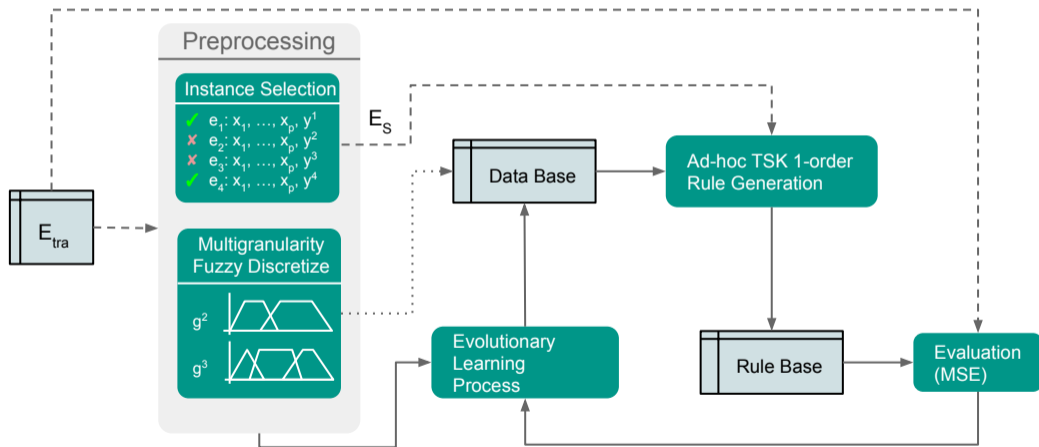 Preprocessing
Instance Selection
✓ e₁: x₁, …, xₚ, y¹
✘ e₂: x₁, …, xₚ, y²
✘ e₃: x₁, …, xₚ, y³
✓ e₄: x₁, …, xₚ, y⁴
E_S
E_tra
Multigranularity
Fuzzy Discretize
g²
g³
Data Base
Ad-hoc TSK 1-order
Rule Generation
Evolutionary
Learning
Process
Rule Base
Evaluation
(MSE)